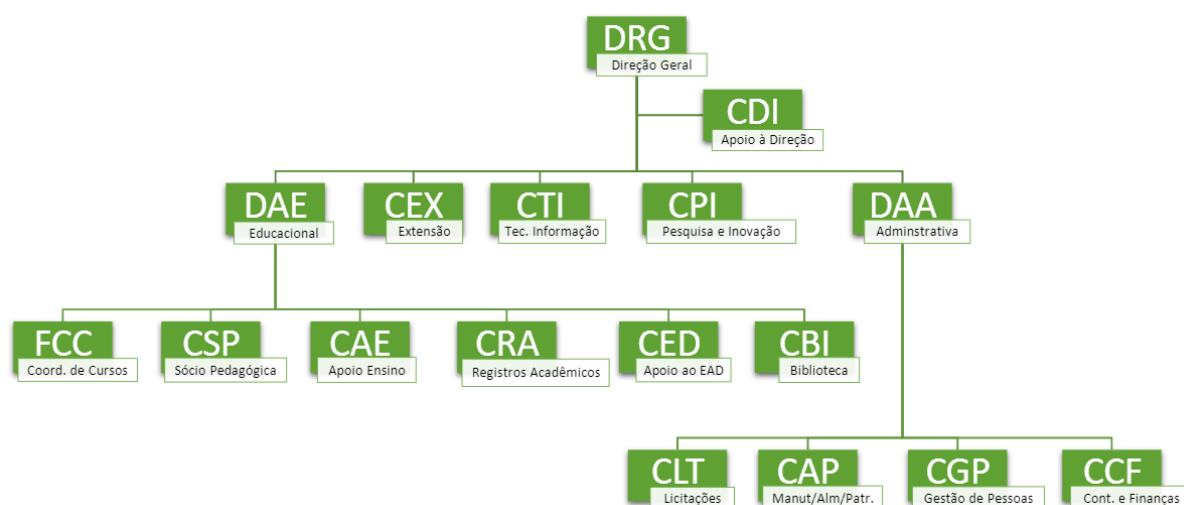 DRG
Direção Geral
CDI
Apoio à Direção
DAE
Educacional
CEX
Extensão
CTI
Tec. Informação
CPI
Pesquisa e Inovação
DAA
Adminstrativa
FCC
Coord. de Cursos
CSP
Sócio Pedagógica
CAE
Apoio Ensino
CRA
Registros Acadêmicos
CED
Apoio ao EAD
CBI
Biblioteca
CLT
Licitações
CAP
Manut/Alm/Patr.
CGP
Gestão de Pessoas
CCF
Cont. e Finanças